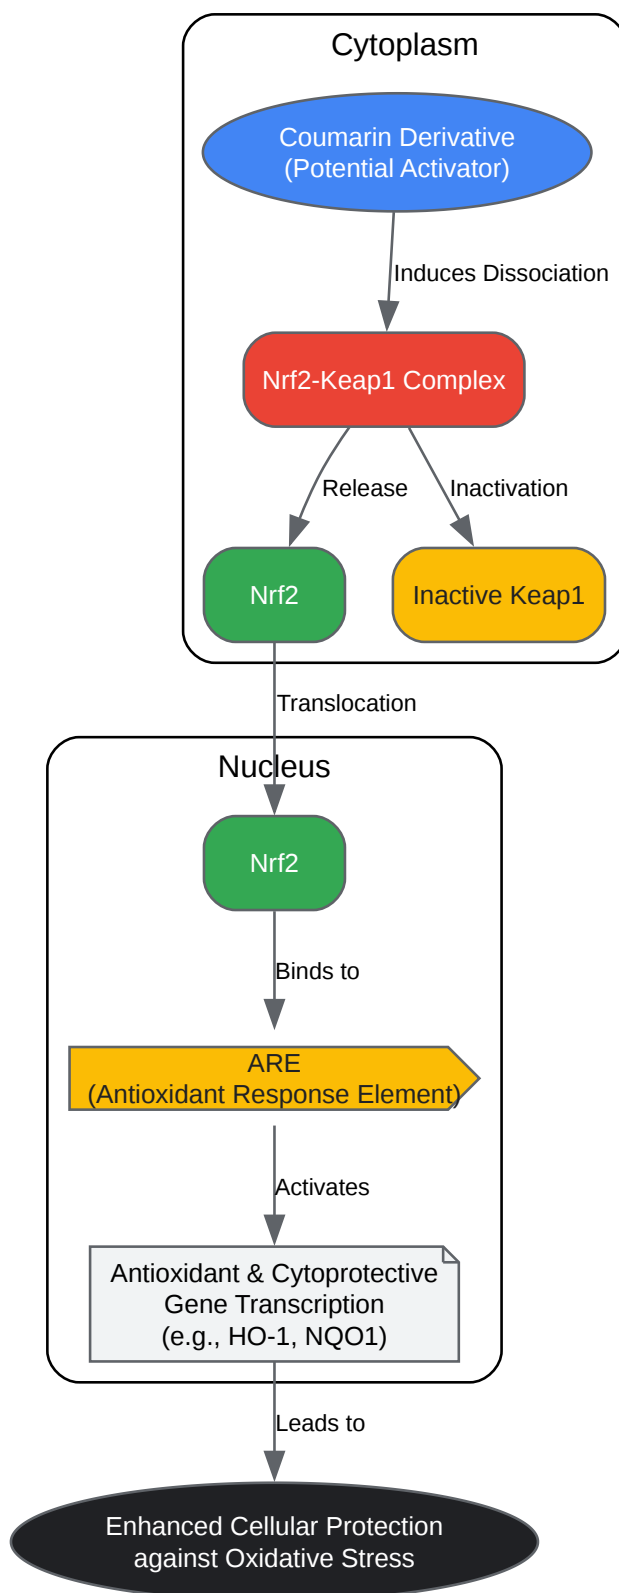 Cytoplasm
Coumarin Derivative
(Potential Activator)
Induces Dissociation
Nrf2-Keap1 Complex
Release
Inactivation
Nrf2
Inactive Keap1
Translocation
Nucleus
Nrf2
Binds to
ARE
(Antioxidant Response Element)
Activates
Antioxidant & Cytoprotective
Gene Transcription
(e.g., HO-1, NQO1)
Leads to
Enhanced Cellular Protection
against Oxidative Stress